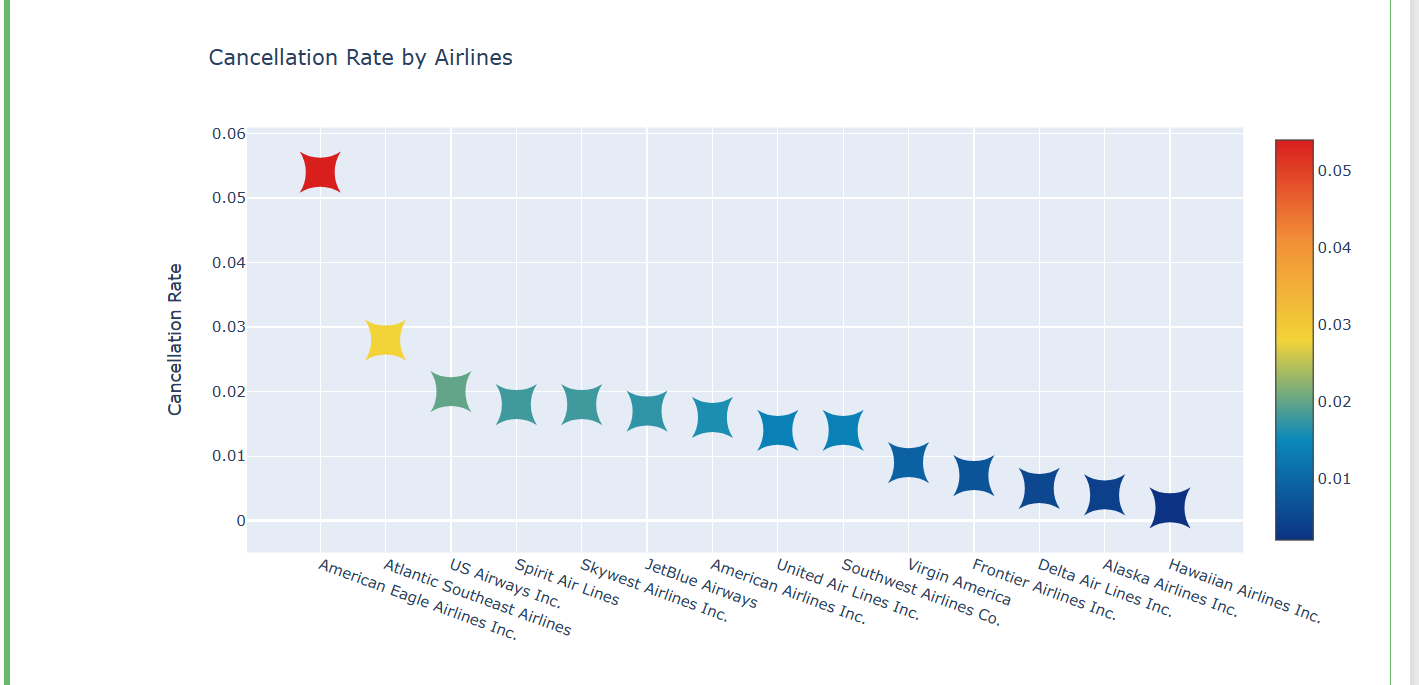 Cancellation Rate by Airlines
0.06
0.05
0.04
0.03
0.02
0.01
0
Cancellation Rate
American Eagle Airlines Inc.
Atlantic Southeast Airlines
US Airways Inc.
Spirit Air Lines
Skywest Airlines Inc.
JetBlue Airways
American Airlines Inc.
United Air Lines Inc.
Southwest Airlines Co.
Virgin America
Frontier Airlines Inc.
Delta Air Lines Inc.
Alaska Airlines Inc.
Hawaiian Airlines Inc.
0.05
0.04
0.03
0.02
0.01